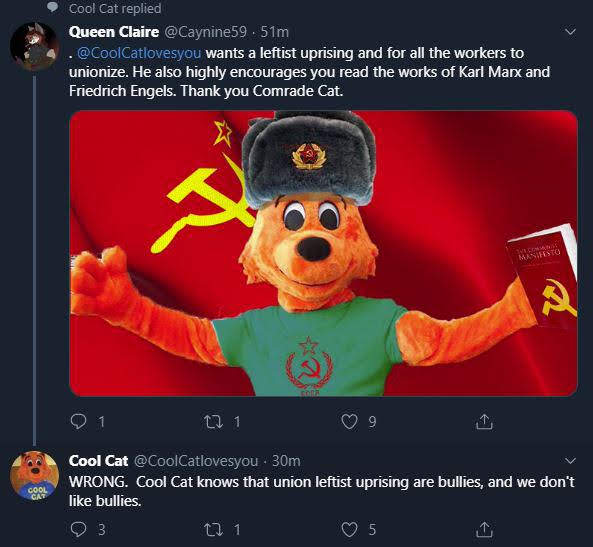 Cool Cat replied
Queen Claire @Caynine59 · 51m
. @CoolCatlovesyou wants a leftist uprising and for all the workers to
unionize. He also highly encourages you read the works of Karl Marx and
Friedrich Engels. Thank you Comrade Cat.
THE COMMUNIST
MANIFESTO
CCCP
1 1 9
Cool Cat @CoolCatlovesyou · 30m
COOL
CAT
WRONG. Cool Cat knows that union leftist uprising are bullies, and we don't
like bullies.
3 1 5